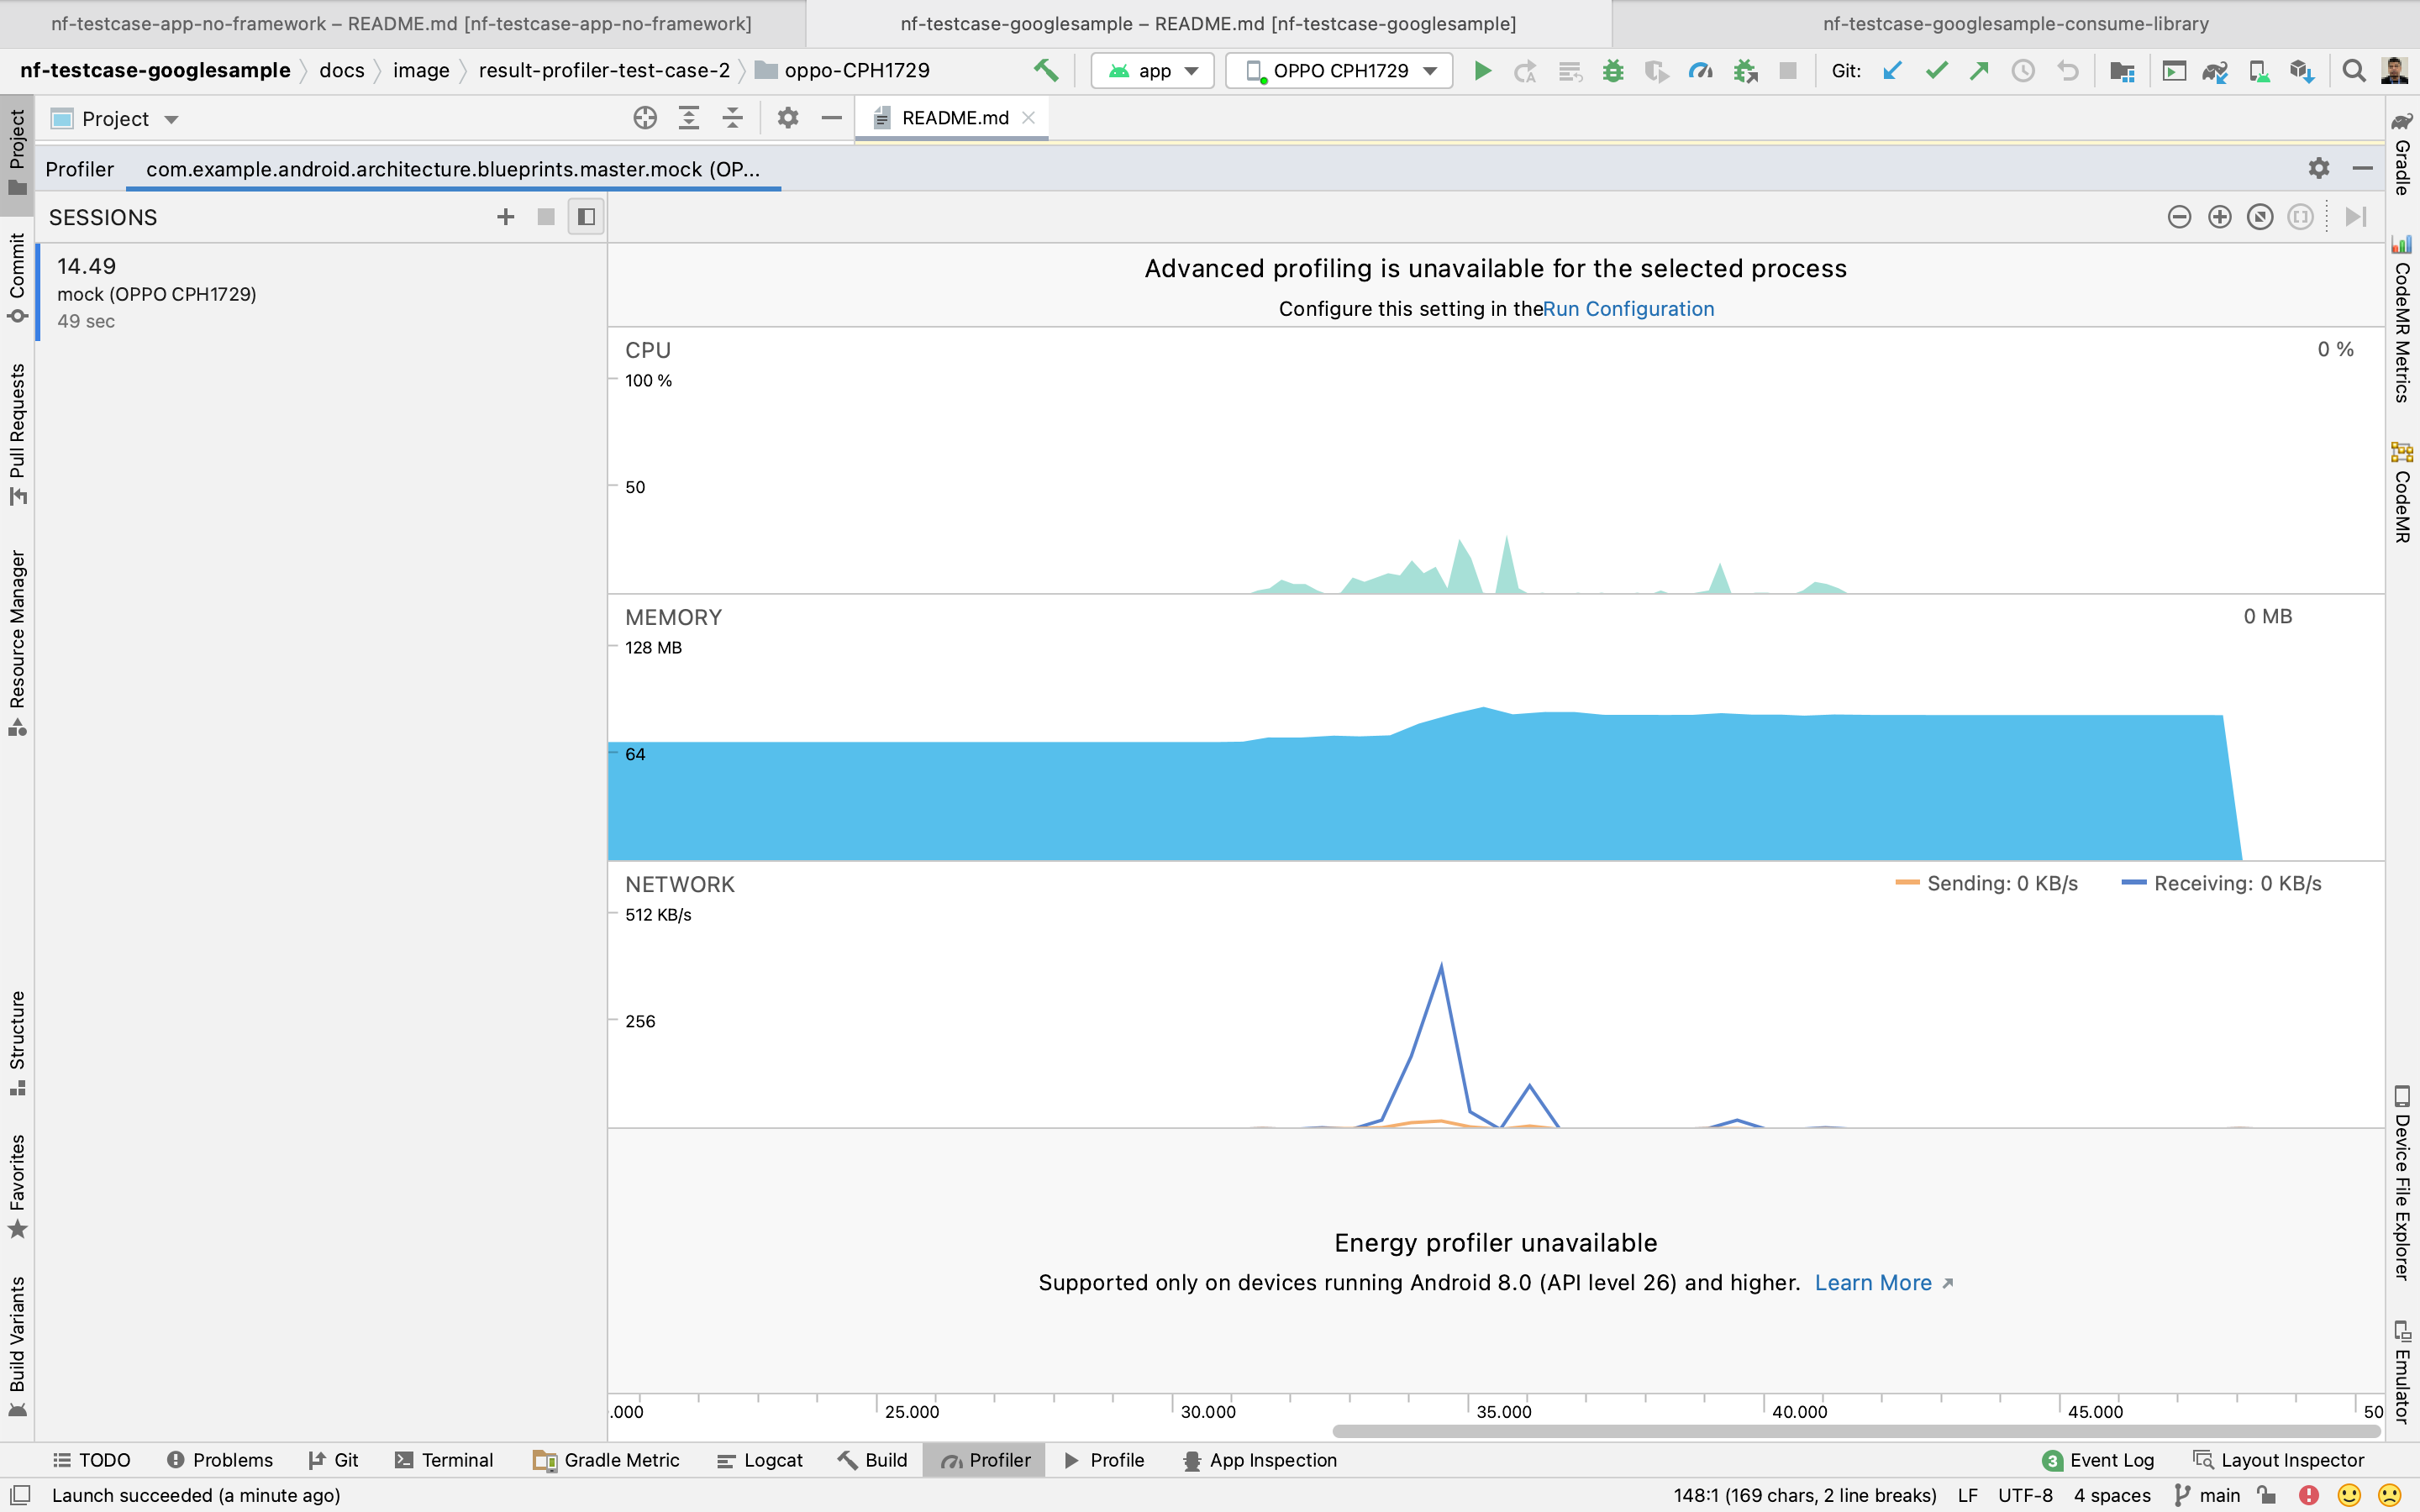 nf-testcase-app-no-framework – README.md [nf-testcase-app-no-framework]
nf-testcase-googlesample – README.md [nf-testcase-googlesample]
nf-testcase-googlesample-consume-library
nf-testcase-googlesample docs image result-profiler-test-case-2 oppo-CPH1729
app
OPPO CPH1729
Git:
Project
README.md
Profiler
com.example.android.architecture.blueprints.master.mock (OP...
SESSIONS
14.49
mock (OPPO CPH1729)
49 sec
Advanced profiling is unavailable for the selected process
Configure this setting in theRun Configuration
CPU
0 %
100 %
50
MEMORY
0 MB
128 MB
64
NETWORK
Sending: 0 KB/s
Receiving: 0 KB/s
512 KB/s
256
Energy profiler unavailable
Supported only on devices running Android 8.0 (API level 26) and higher. Learn More
.000
25.000
30.000
35.000
40.000
45.000
50
Project
Commit
Pull Requests
Resource Manager
Structure
Favorites
Build Variants
Gradle
CodeMR Metrics
CodeMR
Device File Explorer
Emulator
TODO
Problems
Git
Terminal
Gradle Metric
Logcat
Build
Profiler
Profile
App Inspection
3 Event Log
Layout Inspector
Launch succeeded (a minute ago)
148:1 (169 chars, 2 line breaks)
LF
UTF-8
4 spaces
main